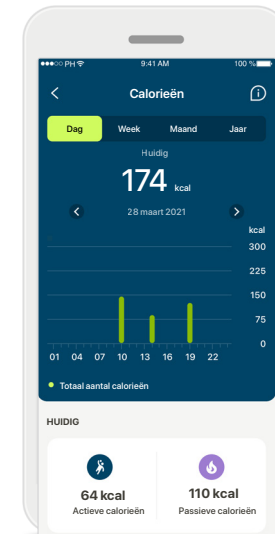 PH 9:41 AM 100 %
Calorieën
Dag Week Maand Jaar
Huidig
174 kcal
28 maart 2021
kcal
300
225
150
75
0
01 04 07 10 13 16 19 22
Totaal aantal calorieën
HUIDIG
64 kcal 110 kcal
Actieve calorieën Passieve calorieën